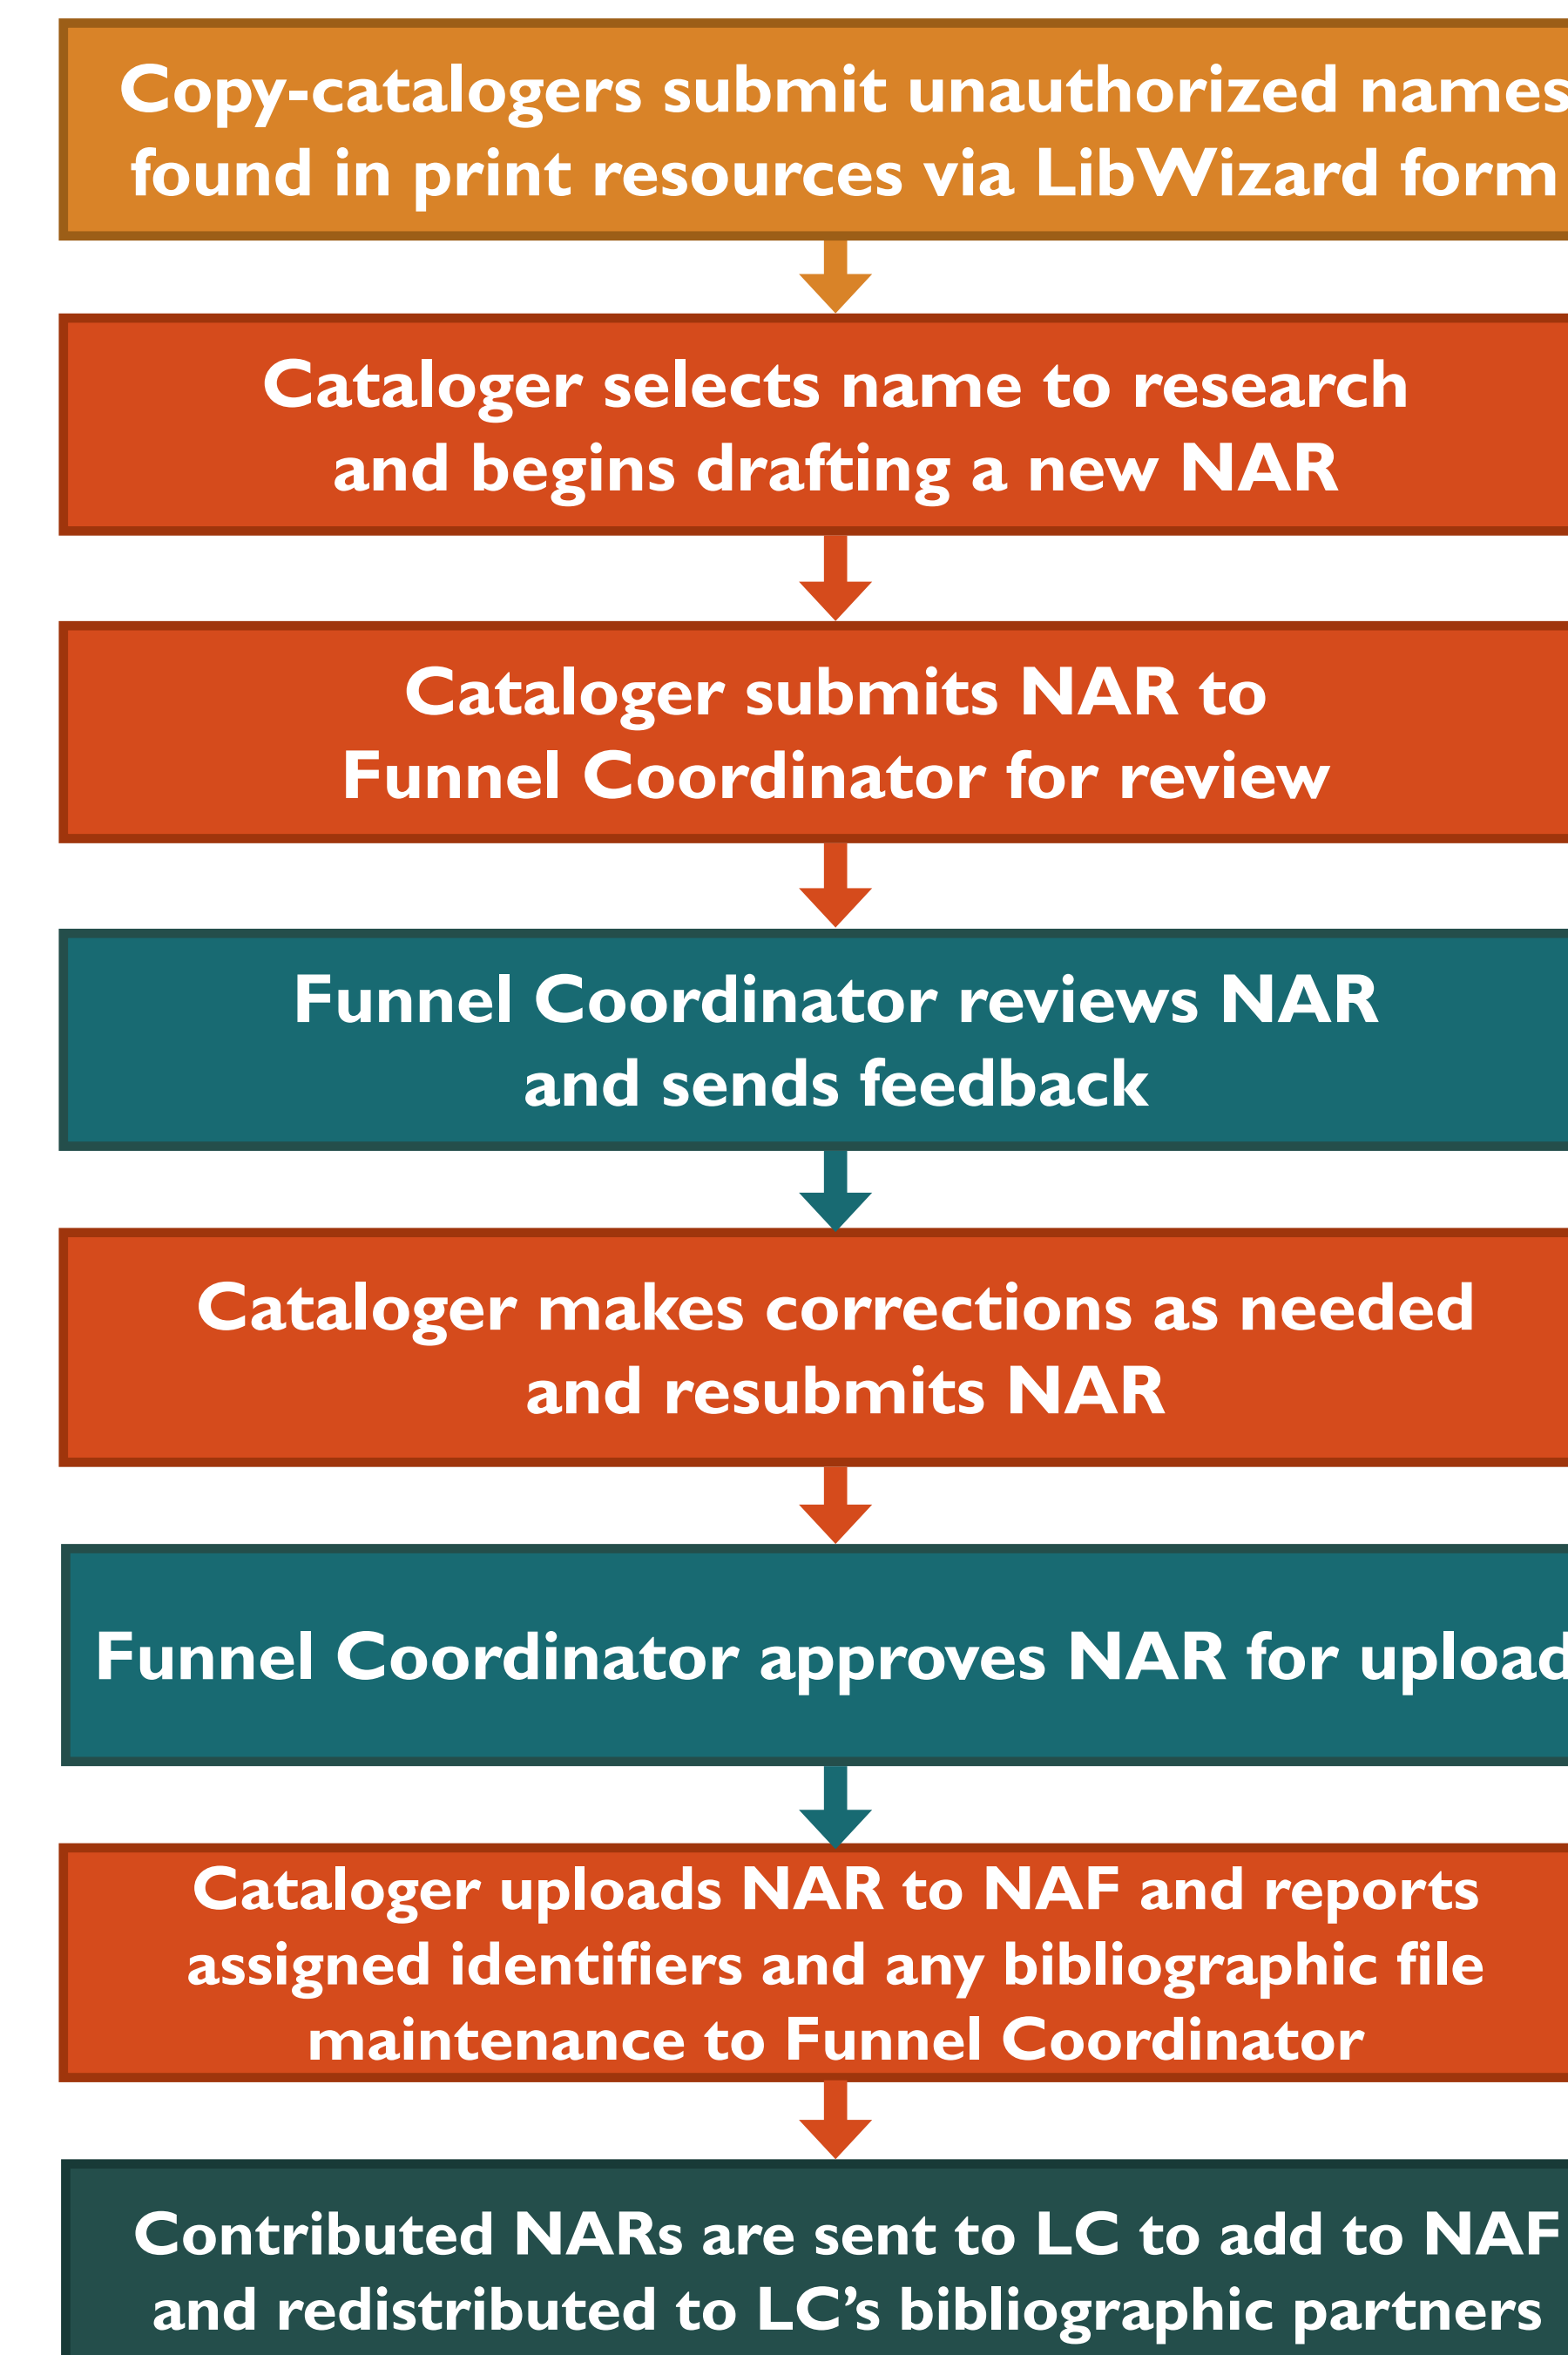 Copy-catalogers submit unauthorized names
found in print resources via LibWizard form
Cataloger selects name to research
and begins drafting a new NAR
Cataloger submits NAR to
Funnel Coordinator for review
Funnel Coordinator reviews NAR
and sends feedback
Cataloger makes corrections as needed
and resubmits NAR
Funnel Coordinator approves NAR for upload
Cataloger uploads NAR to NAF and reports
assigned identifiers and any bibliographic file
maintenance to Funnel Coordinator
Contributed NARs are sent to LC to add to NAF
and redistributed to LC’s bibliographic partners